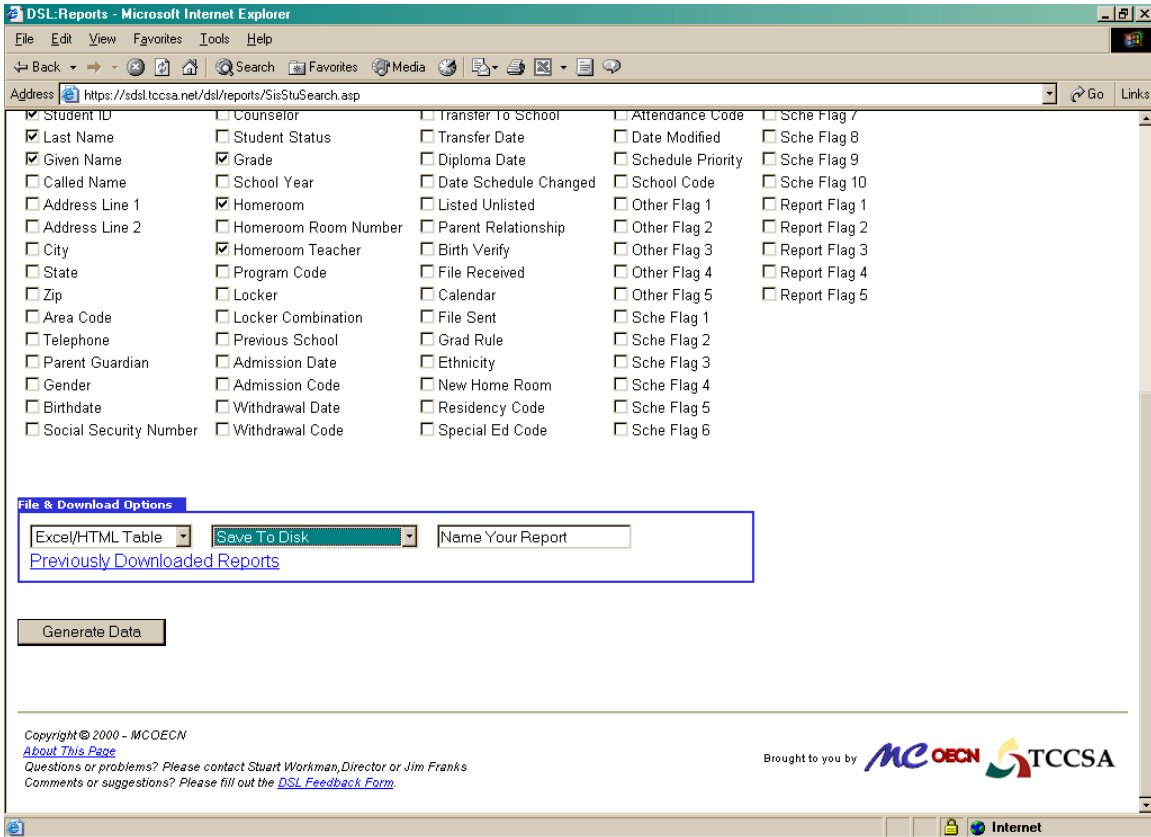 DSL:Reports - Microsoft Internet Explorer
File Edit View Favorites Tools Help
Back Search Favorites Media
Address https://sdsl.tccsa.net/dsl/reports/SisStuSearch.asp Go Links
Student ID Counselor Transfer To School Attendance Code Sche Flag 7
Last Name Student Status Transfer Date Date Modified Sche Flag 8
Given Name Grade Diploma Date Schedule Priority Sche Flag 9
Called Name School Year Date Schedule Changed School Code Sche Flag 10
Address Line 1 Homeroom Listed Unlisted Other Flag 1 Report Flag 1
Address Line 2 Homeroom Room Number Parent Relationship Other Flag 2 Report Flag 2
City Homeroom Teacher Birth Verify Other Flag 3 Report Flag 3
State Program Code File Received Other Flag 4 Report Flag 4
Zip Locker Calendar Other Flag 5 Report Flag 5
Area Code Locker Combination File Sent Sche Flag 1
Telephone Previous School Grad Rule Sche Flag 2
Parent Guardian Admission Date Ethnicity Sche Flag 3
Gender Admission Code New Home Room Sche Flag 4
Birthdate Withdrawal Date Residency Code Sche Flag 5
Social Security Number Withdrawal Code Special Ed Code Sche Flag 6
File & Download Options
Excel/HTML Table Save To Disk Name Your Report
Previously Downloaded Reports
Generate Data
Copyright © 2000 - MCOECN
About This Page
Questions or problems? Please contact Stuart Workman,Director or Jim Franks
Comments or suggestions? Please fill out the DSL Feedback Form.
Brought to you by MC OECN TCCSA
Internet